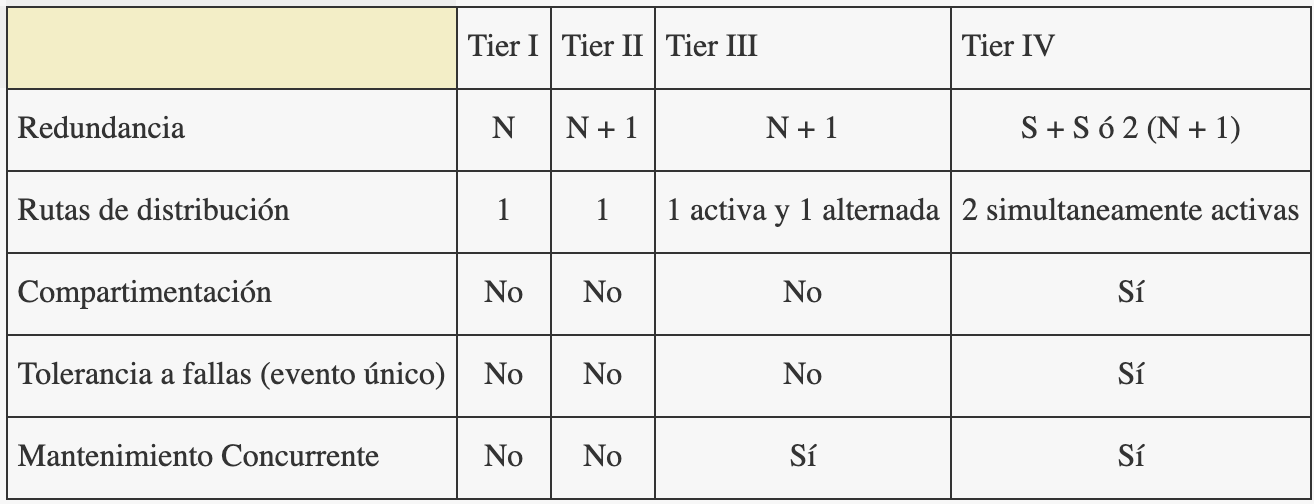 Tier I Tier II Tier III Tier IV
Redundancia N N + 1 N + 1 S + S ó 2 (N + 1)
Rutas de distribución 1 1 1 activa y 1 alternada 2 simultaneamente activas
Compartimentación No No No Sí
Tolerancia a fallas (evento único) No No No Sí
Mantenimiento Concurrente No No Sí Sí